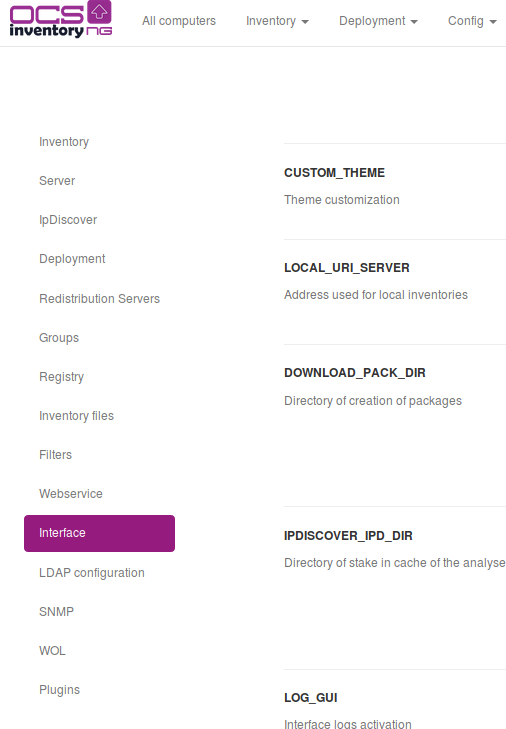 OCS
inventory NG
All computers
Inventory
Deployment
Config
Inventory
Server
IpDiscover
Deployment
Redistribution Servers
Groups
Registry
Inventory files
Filters
Webservice
Interface
LDAP configuration
SNMP
WOL
Plugins
CUSTOM_THEME
Theme customization
LOCAL_URI_SERVER
Address used for local inventories
DOWNLOAD_PACK_DIR
Directory of creation of packages
IPDISCOVER_IPD_DIR
Directory of stake in cache of the analyse
LOG_GUI
Interface logs activation